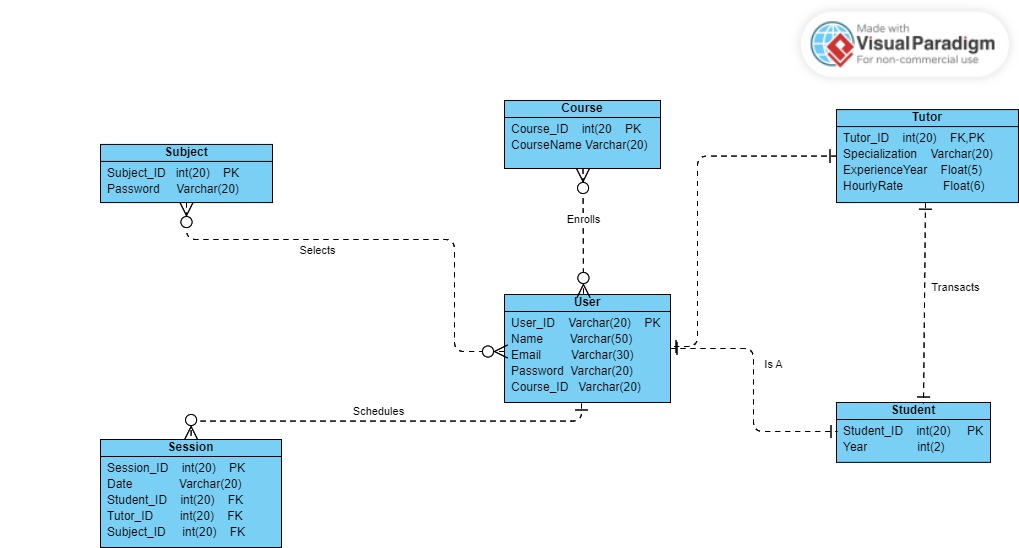 Made with
Visual Paradigm
For non-commercial use
Course
Course_ID int(20 PK
CourseName Varchar(20)
Tutor
Tutor_ID int(20) FK,PK
Specialization Varchar(20)
ExperienceYear Float(5)
HourlyRate Float(6)
Subject
Subject_ID int(20) PK
Password Varchar(20)
Enrolls
Selects
Transacts
User
User_ID Varchar(20) PK
Name Varchar(50)
Email Varchar(30)
Password Varchar(20)
Course_ID Varchar(20)
Is A
Schedules
Student
Student_ID int(20) PK
Year int(2)
Session
Session_ID int(20) PK
Date Varchar(20)
Student_ID int(20) FK
Tutor_ID int(20) FK
Subject_ID int(20) FK